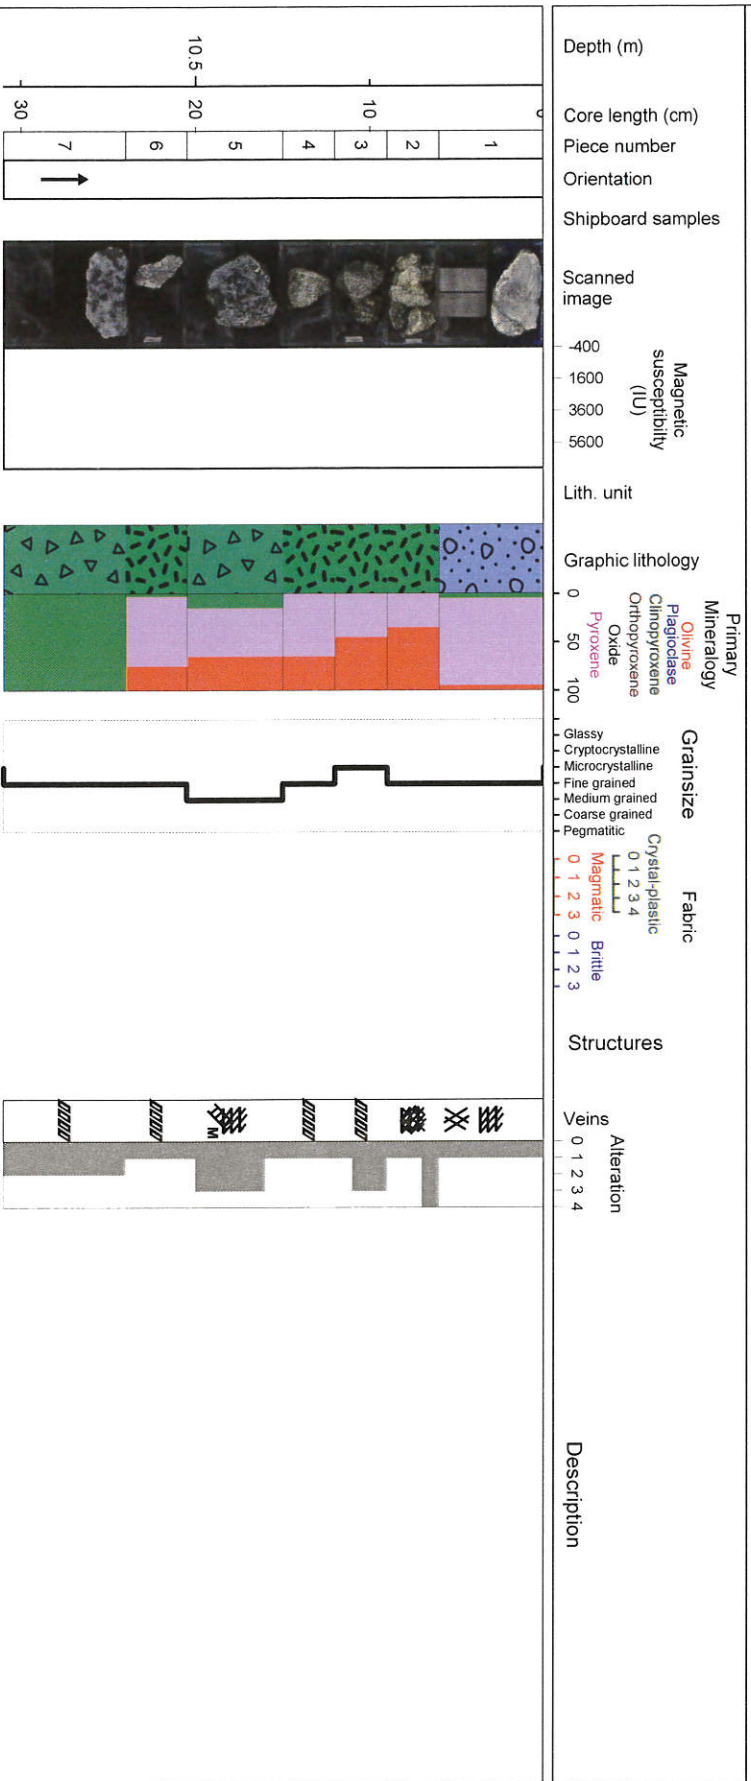 Depth (m)
10.5
Core length (cm)
0
10
20
30
Piece number
1
2
3
4
5
6
7
Orientation
Shipboard samples
Scanned
image
Magnetic
susceptibilty
(IU)
-400
1600
3600
5600
Lith. unit
Graphic lithology
Primary
Mineralogy
Olivine
Plagioclase
Clinopyroxene
Orthopyroxene
Oxide
Pyroxene
0
50
100
Grainsize
Glassy
Cryptocrystalline
Microcrystalline
Fine grained
Medium grained
Coarse grained
Pegmatitic
Fabric
Crystal-plastic
0 1 2 3 4
Magmatic
0 1 2 3
Brittle
0 1 2 3
Structures
Veins
M
Alteration
0 1 2 3 4
Description